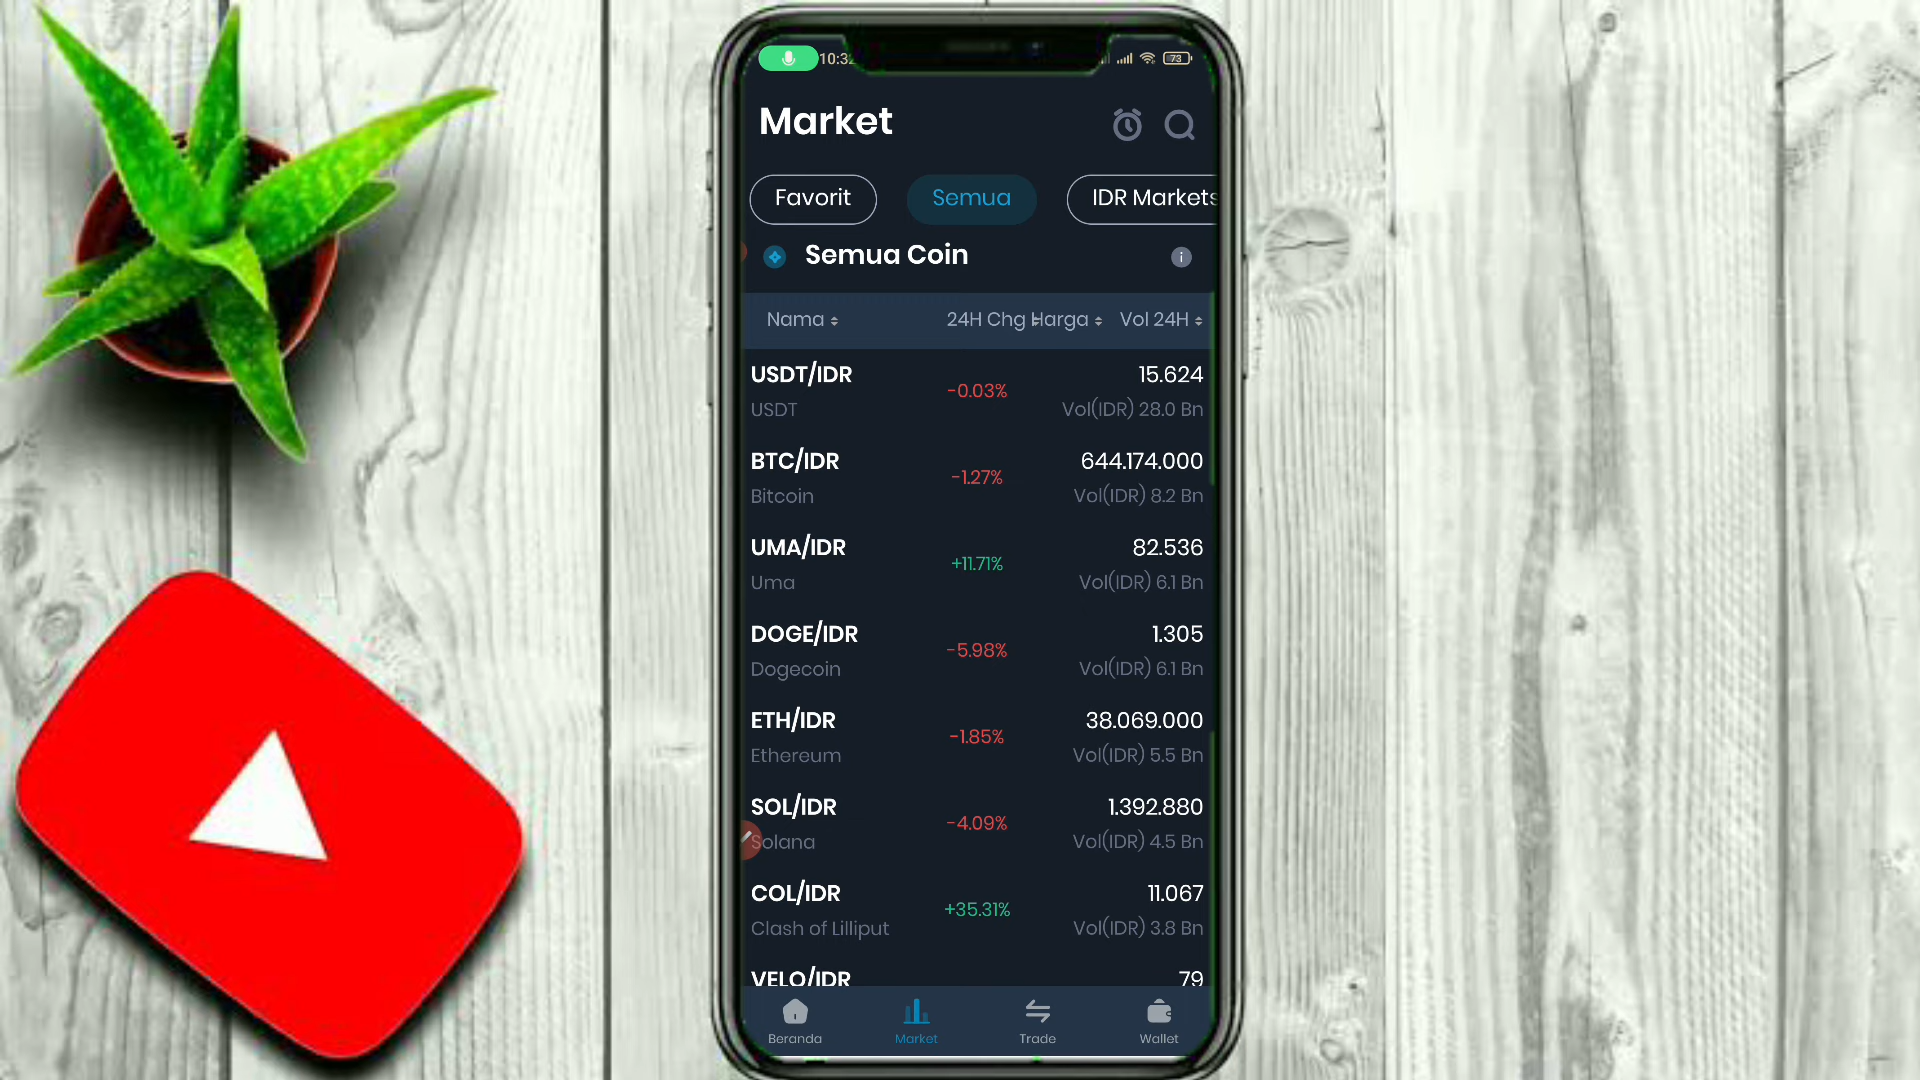 10:32
73
Market
Favorit
Semua
IDR Markets
Semua Coin
Nama 24H Chg Harga Vol 24H
USDT/IDR 15.624
-0.03%
USDT Vol(IDR) 28.0 Bn
BTC/IDR 644.174.000
-1.27%
Bitcoin Vol(IDR) 8.2 Bn
UMA/IDR 82.536
+11.71%
Uma Vol(IDR) 6.1 Bn
DOGE/IDR 1.305
-5.98%
Dogecoin Vol(IDR) 6.1 Bn
ETH/IDR 38.069.000
-1.85%
Ethereum Vol(IDR) 5.5 Bn
SOL/IDR 1.392.880
-4.09%
Solana Vol(IDR) 4.5 Bn
COL/IDR 11.067
+35.31%
Clash of Lilliput Vol(IDR) 3.8 Bn
VELO/IDR 79
Beranda
Market
Trade
Wallet